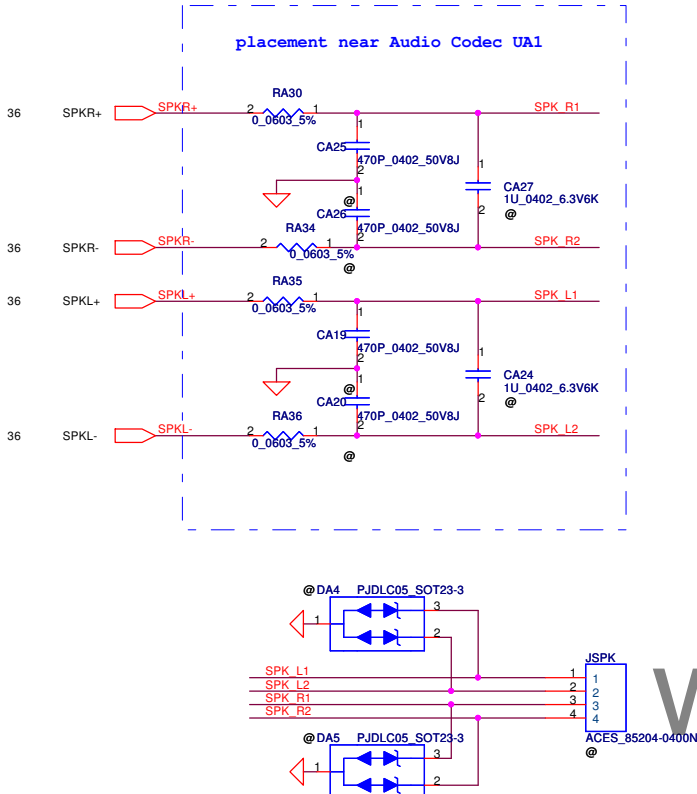 placement near Audio Codec UA1
RA30
36 SPKR+ SPKR+ 2 1 SPK_R1
0_0603_5%
1
CA25
470P_0402_50V8J
2
1
CA27
1U_0402_6.3V6K
2
@
@
1
CA26
470P_0402_50V8J
2
RA34
36 SPKR- SPKR- 2 1 SPK_R2
0_0603_5%
@
RA35
36 SPKL+ SPKL+ 2 1 SPK_L1
0_0603_5%
1
CA19
470P_0402_50V8J
2
1
CA24
1U_0402_6.3V6K
2
@
@
1
CA20
470P_0402_50V8J
2
RA36
36 SPKL- SPKL- 2 1 SPK_L2
0_0603_5%
@
@ DA4 PJDLC05_SOT23-3
1 3
2
JSPK
SPK_L1 1 1
SPK_L2 2 2
SPK_R1 3 3
SPK_R2 4 4
ACES_85204-0400N
@
@ DA5 PJDLC05_SOT23-3
1 3
2